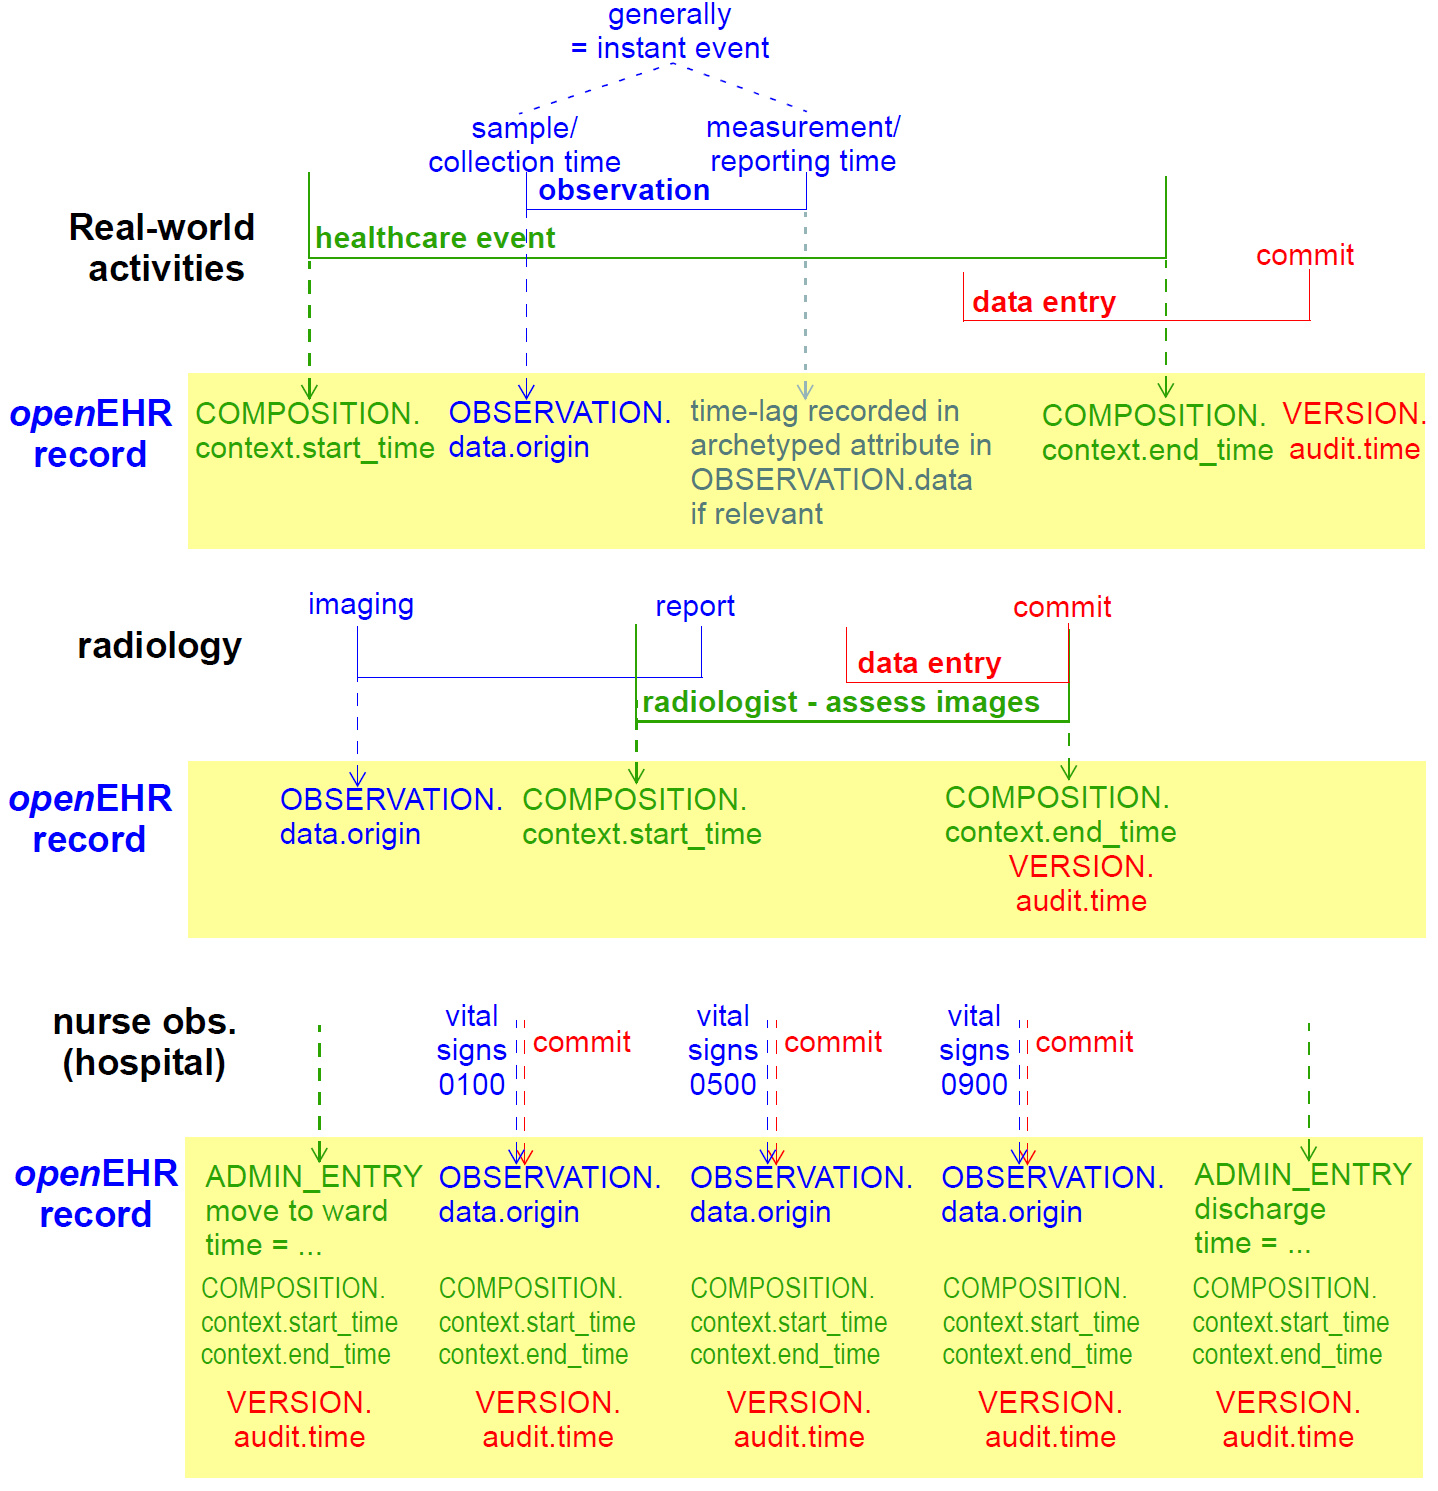 generally
= instant event
sample/
collection time
measurement/
reporting time
observation
Real-world
activities
healthcare event
commit
data entry
openEHR
record
COMPOSITION.
context.start_time
OBSERVATION.
data.origin
time-lag recorded in
archetyped attribute in
OBSERVATION.data
if relevant
COMPOSITION.
context.end_time
VERSION.
audit.time
radiology
imaging
report
commit
data entry
radiologist - assess images
openEHR
record
OBSERVATION.
data.origin
COMPOSITION.
context.start_time
COMPOSITION.
context.end_time
VERSION.
audit.time
nurse obs.
(hospital)
vital
signs
0100
commit
vital
signs
0500
commit
vital
signs
0900
commit
openEHR
record
ADMIN_ENTRY
move to ward
time = ...
COMPOSITION.
context.start_time
context.end_time
VERSION.
audit.time
OBSERVATION.
data.origin
COMPOSITION.
context.start_time
context.end_time
VERSION.
audit.time
OBSERVATION.
data.origin
COMPOSITION.
context.start_time
context.end_time
VERSION.
audit.time
OBSERVATION.
data.origin
COMPOSITION.
context.start_time
context.end_time
VERSION.
audit.time
ADMIN_ENTRY
discharge
time = ...
COMPOSITION.
context.start_time
context.end_time
VERSION.
audit.time